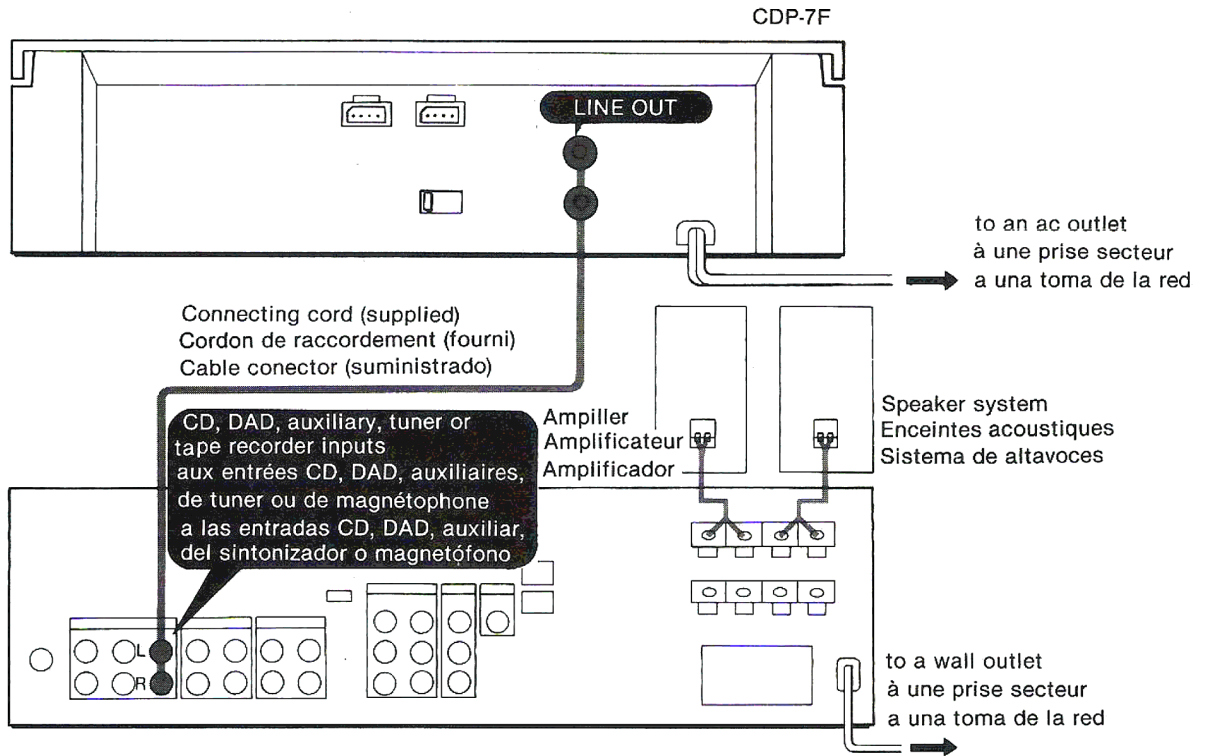 CDP-7F
LINE OUT
to an ac outlet
à une prise secteur
a una toma de la red
Connecting cord (supplied)
Cordon de raccordement (fourni)
Cable conector (suministrado)
Ampiller
Amplificateur
Amplificador
Speaker system
Enceintes acoustiques
Sistema de altavoces
CD, DAD, auxiliary, tuner or
tape recorder inputs
aux entrées CD, DAD, auxiliaires,
de tuner ou de magnétophone
a las entradas CD, DAD, auxiliar,
del sintonizador o magnetófono
L
R
to a wall outlet
à une prise secteur
a una toma de la red